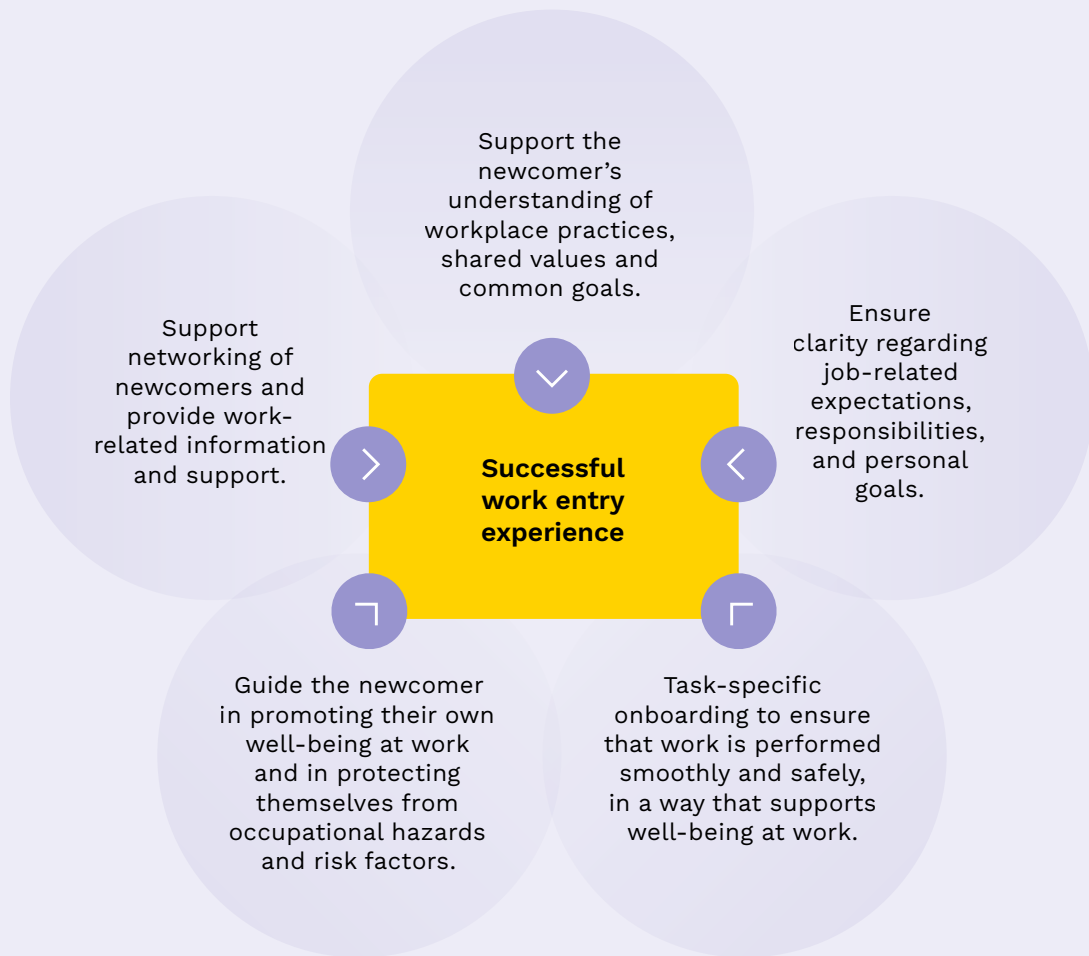 Support the
newcomer’s
understanding of
workplace practices,
shared values and
common goals.
Support
networking of
newcomers and
provide work-
related information
and support.
Ensure
clarity regarding
job-related
expectations,
responsibilities,
and personal
goals.
Successful
work entry
experience
Guide the newcomer
in promoting their own
well-being at work
and in protecting
themselves from
occupational hazards
and risk factors.
Task-specific
onboarding to ensure
that work is performed
smoothly and safely,
in a way that supports
well-being at work.